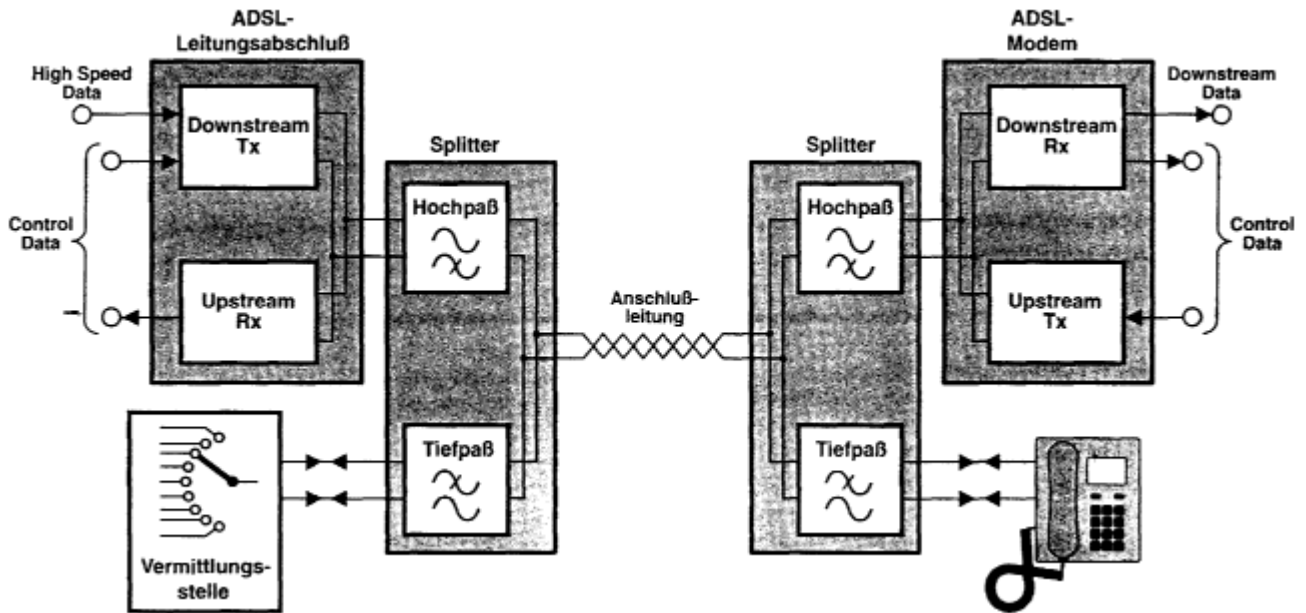 ADSL-
Leitungsabschluß
High Speed
Data
Downstream
Tx
Control
Data
Upstream
Rx
Splitter
Hochpaß
Tiefpaß
Vermittlungs-
stelle
Anschluß-
leitung
Splitter
Hochpaß
Tiefpaß
ADSL-
Modem
Downstream
Rx
Upstream
Tx
Downstream
Data
Control
Data